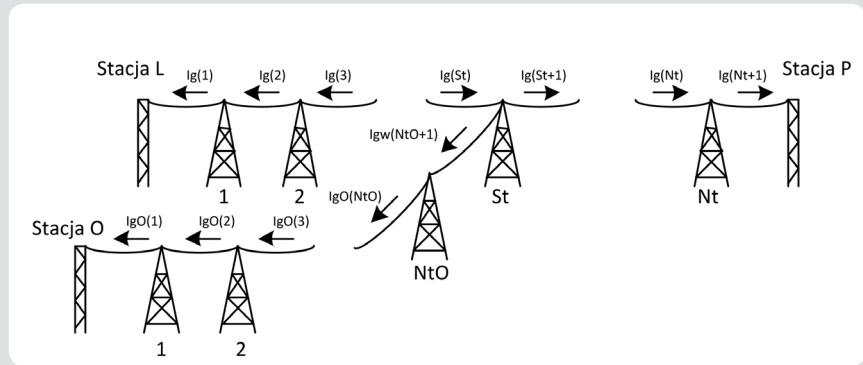 Stacja L
Ig(1)
Ig(2)
Ig(3)
Ig(St)
Ig(St+1)
Ig(Nt)
Ig(Nt+1)
Stacja P
Igw(NtO+1)
1
2
St
Nt
IgO(NtO)
Stacja O
IgO(1)
IgO(2)
IgO(3)
NtO
1
2